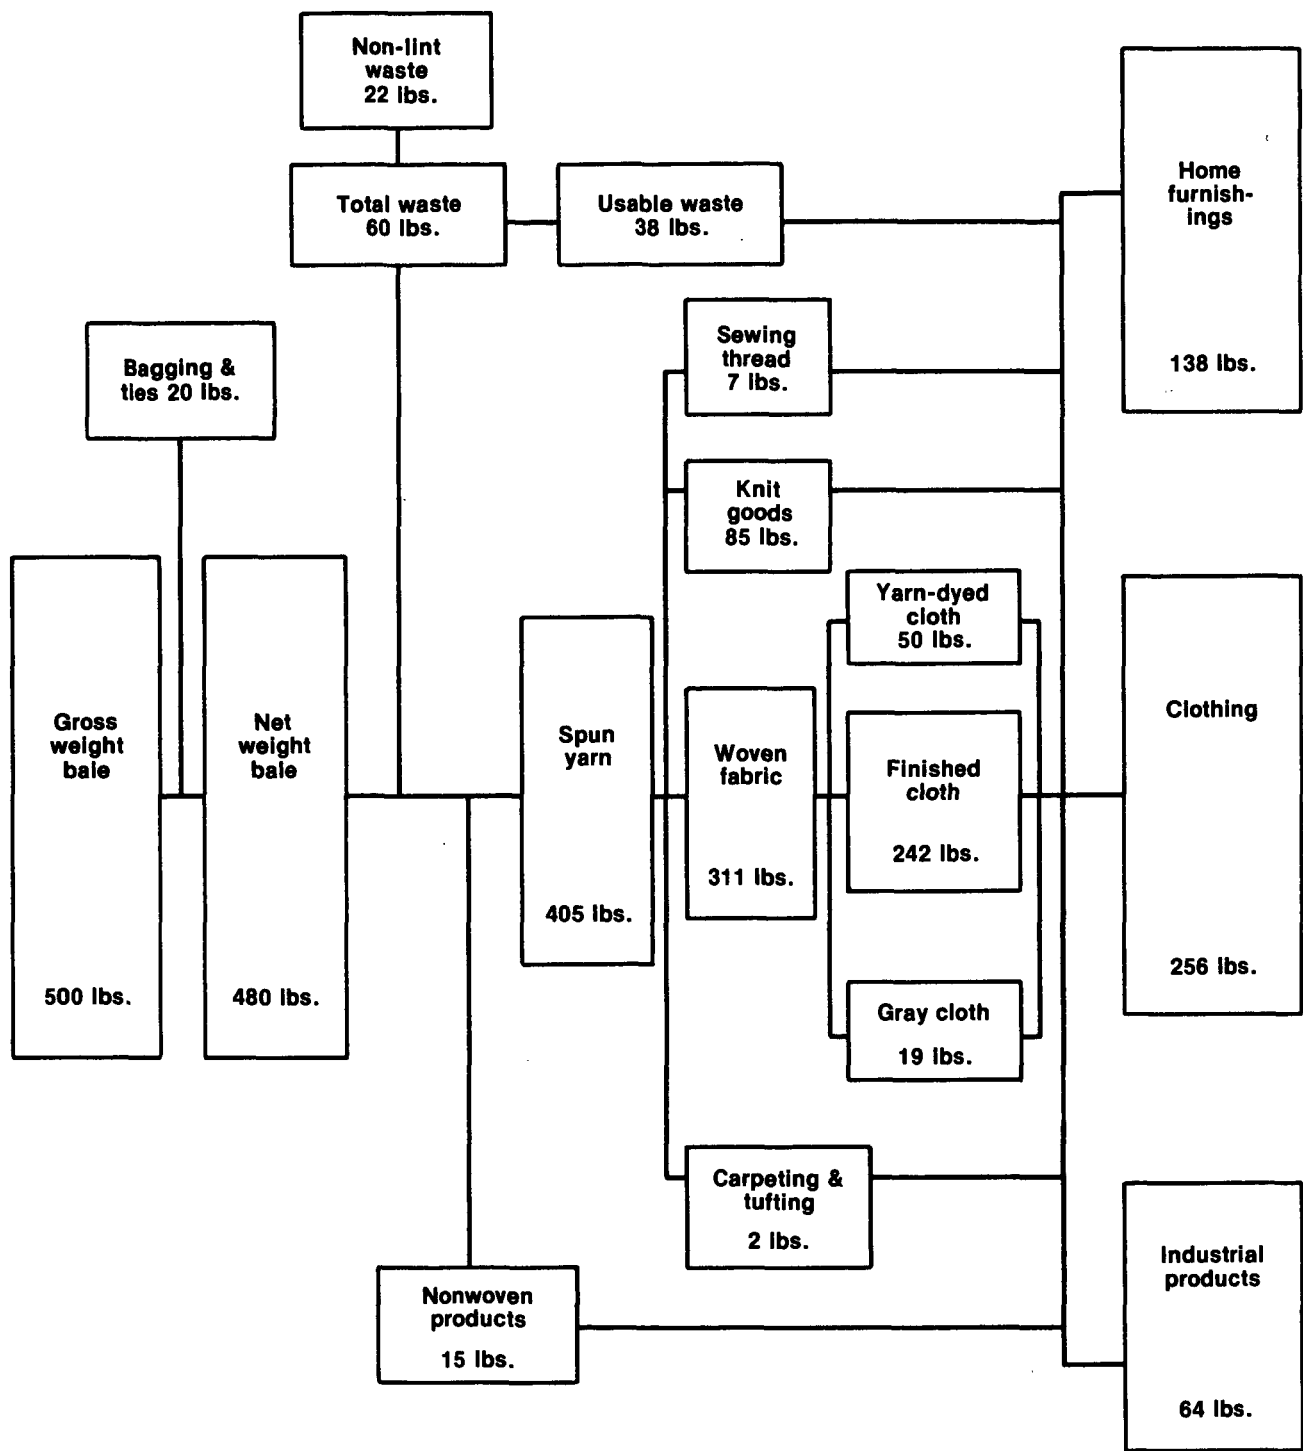 Non-lint
waste
22 lbs.
Total waste
60 lbs.
Usable waste
38 lbs.
Home
furnish-
ings
138 lbs.
Bagging &
ties 20 lbs.
Sewing
thread
7 lbs.
Knit
goods
85 lbs.
Gross
weight
bale
500 lbs.
Net
weight
bale
480 lbs.
Spun
yarn
405 lbs.
Woven
fabric
311 lbs.
Yarn-dyed
cloth
50 lbs.
Finished
cloth
242 lbs.
Gray cloth
19 lbs.
Clothing
256 lbs.
Carpeting &
tufting
2 lbs.
Nonwoven
products
15 lbs.
Industrial
products
64 lbs.